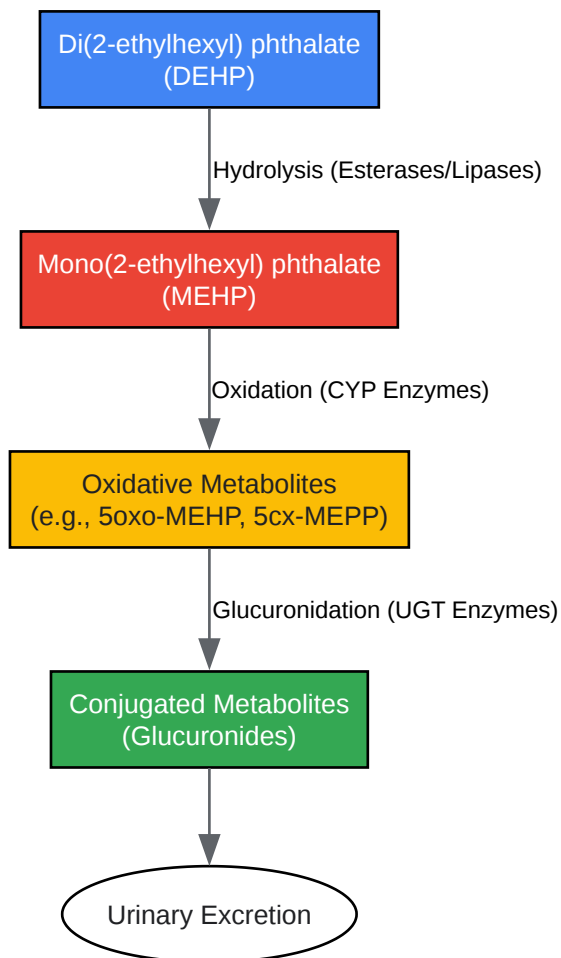 Di(2-ethylhexyl) phthalate
(DEHP)
Hydrolysis (Esterases/Lipases)
Mono(2-ethylhexyl) phthalate
(MEHP)
Oxidation (CYP Enzymes)
Oxidative Metabolites
(e.g., 5oxo-MEHP, 5cx-MEPP)
Glucuronidation (UGT Enzymes)
Conjugated Metabolites
(Glucuronides)
Urinary Excretion